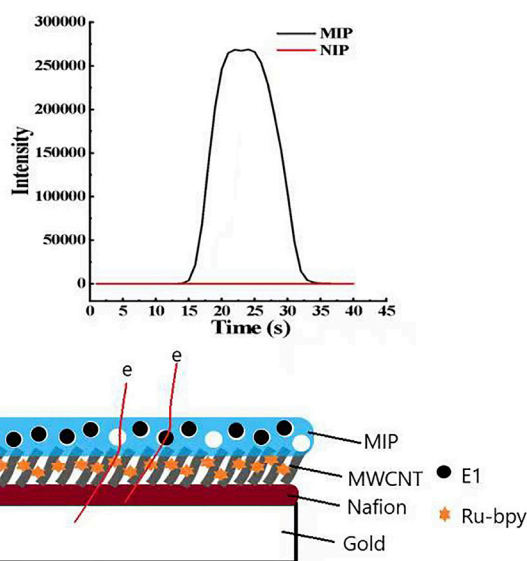 300000
MIP
NIP
250000
200000
150000
100000
50000
0
Intensity
0 5 10 15 20 25 30 35 40 45
Time (s)
e e
MIP
MWCNT
E1
Nafion
Ru-bpy
Gold